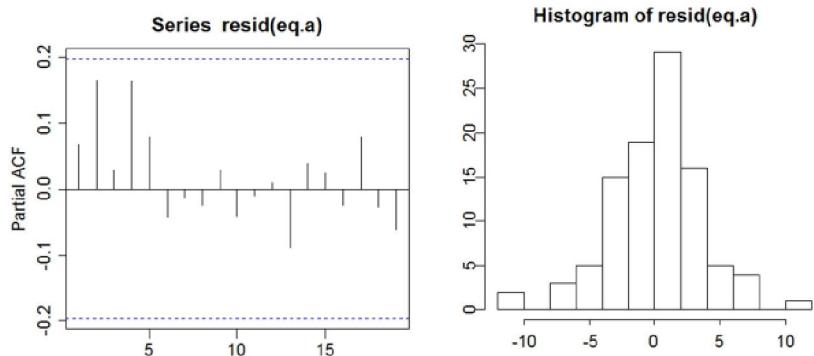 Series resid(eq.a)
Partial ACF
0.2
0.1
0.0
-0.1
-0.2
5 10 15
Histogram of resid(eq.a)
30
25
20
15
10
5
0
-10 -5 0 5 10